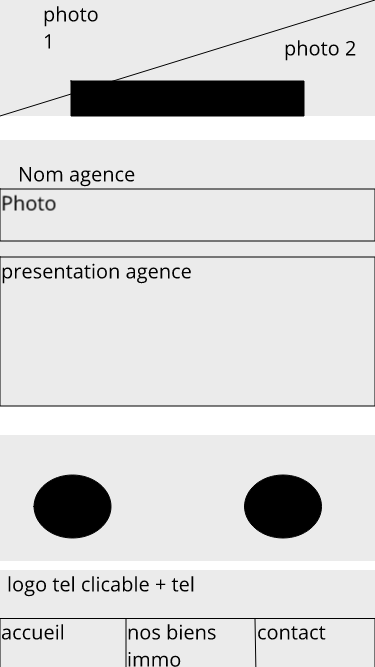 photo
1
photo 2
Nom agence
Photo
presentation agence
logo tel clicable + tel
accueil
nos biens
immo
contact